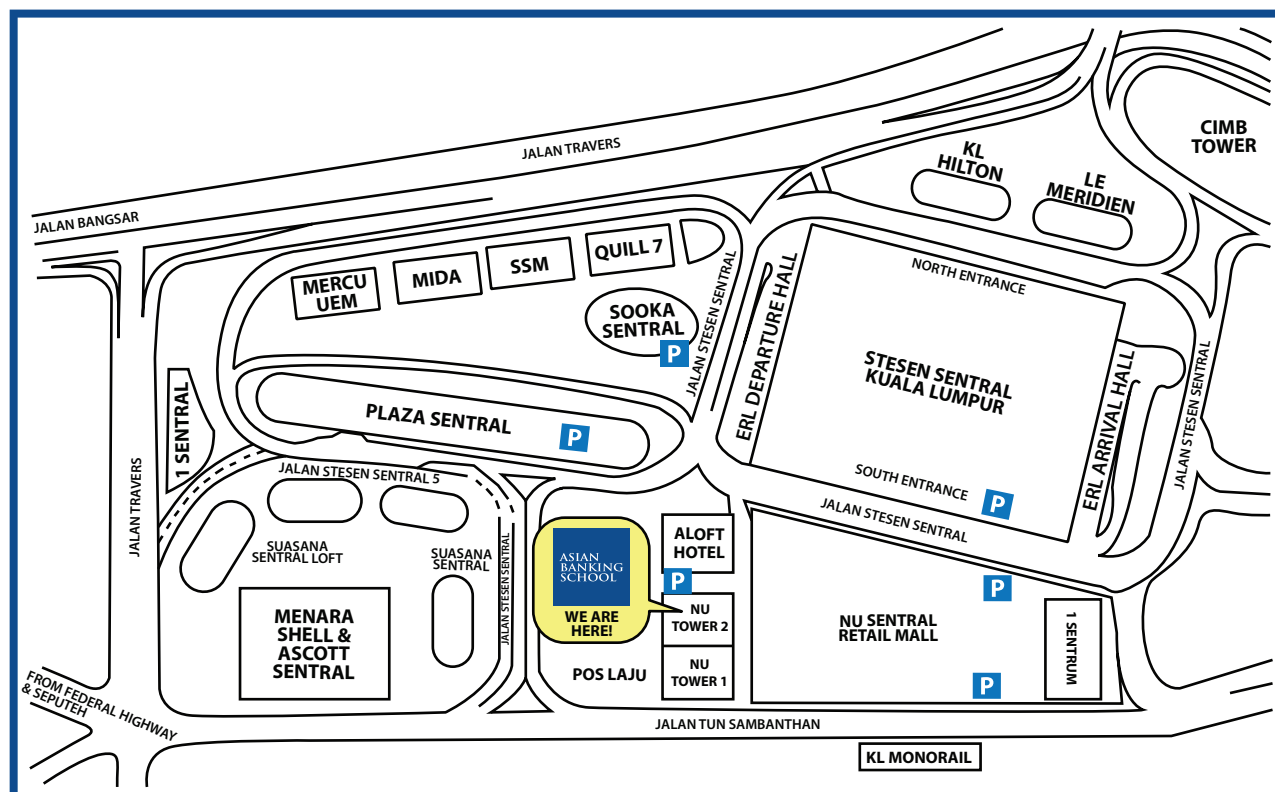 JALAN TRAVERS
JALAN BANGSAR
CIMB
TOWER
KL
HILTON
LE
MERIDIEN
NORTH ENTRANCE
QUILL 7
SSM
MIDA
MERCU
UEM
SOOKA
SENTRAL
P
JALAN STESEN SENTRAL
ERL DEPARTURE HALL
STESEN SENTRAL
KUALA LUMPUR
ERL ARRIVAL HALL
JALAN STESEN SENTRAL
1 SENTRAL
PLAZA SENTRAL
P
JALAN STESEN SENTRAL 5
SOUTH ENTRANCE
P
JALAN STESEN SENTRAL
JALAN TRAVERS
SUASANA
SENTRAL LOFT
SUASANA
SENTRAL
JALAN STESEN SENTRAL
ASIAN
BANKING
SCHOOL
WE ARE
HERE!
ALOFT
HOTEL
P
NU
TOWER 2
NU
TOWER 1
POS LAJU
P
NU SENTRAL
RETAIL MALL
1 SENTRUM
P
MENARA
SHELL &
ASCOTT
SENTRAL
FROM FEDERAL HIGHWAY
& SEPUTEH
JALAN TUN SAMBANTHAN
KL MONORAIL